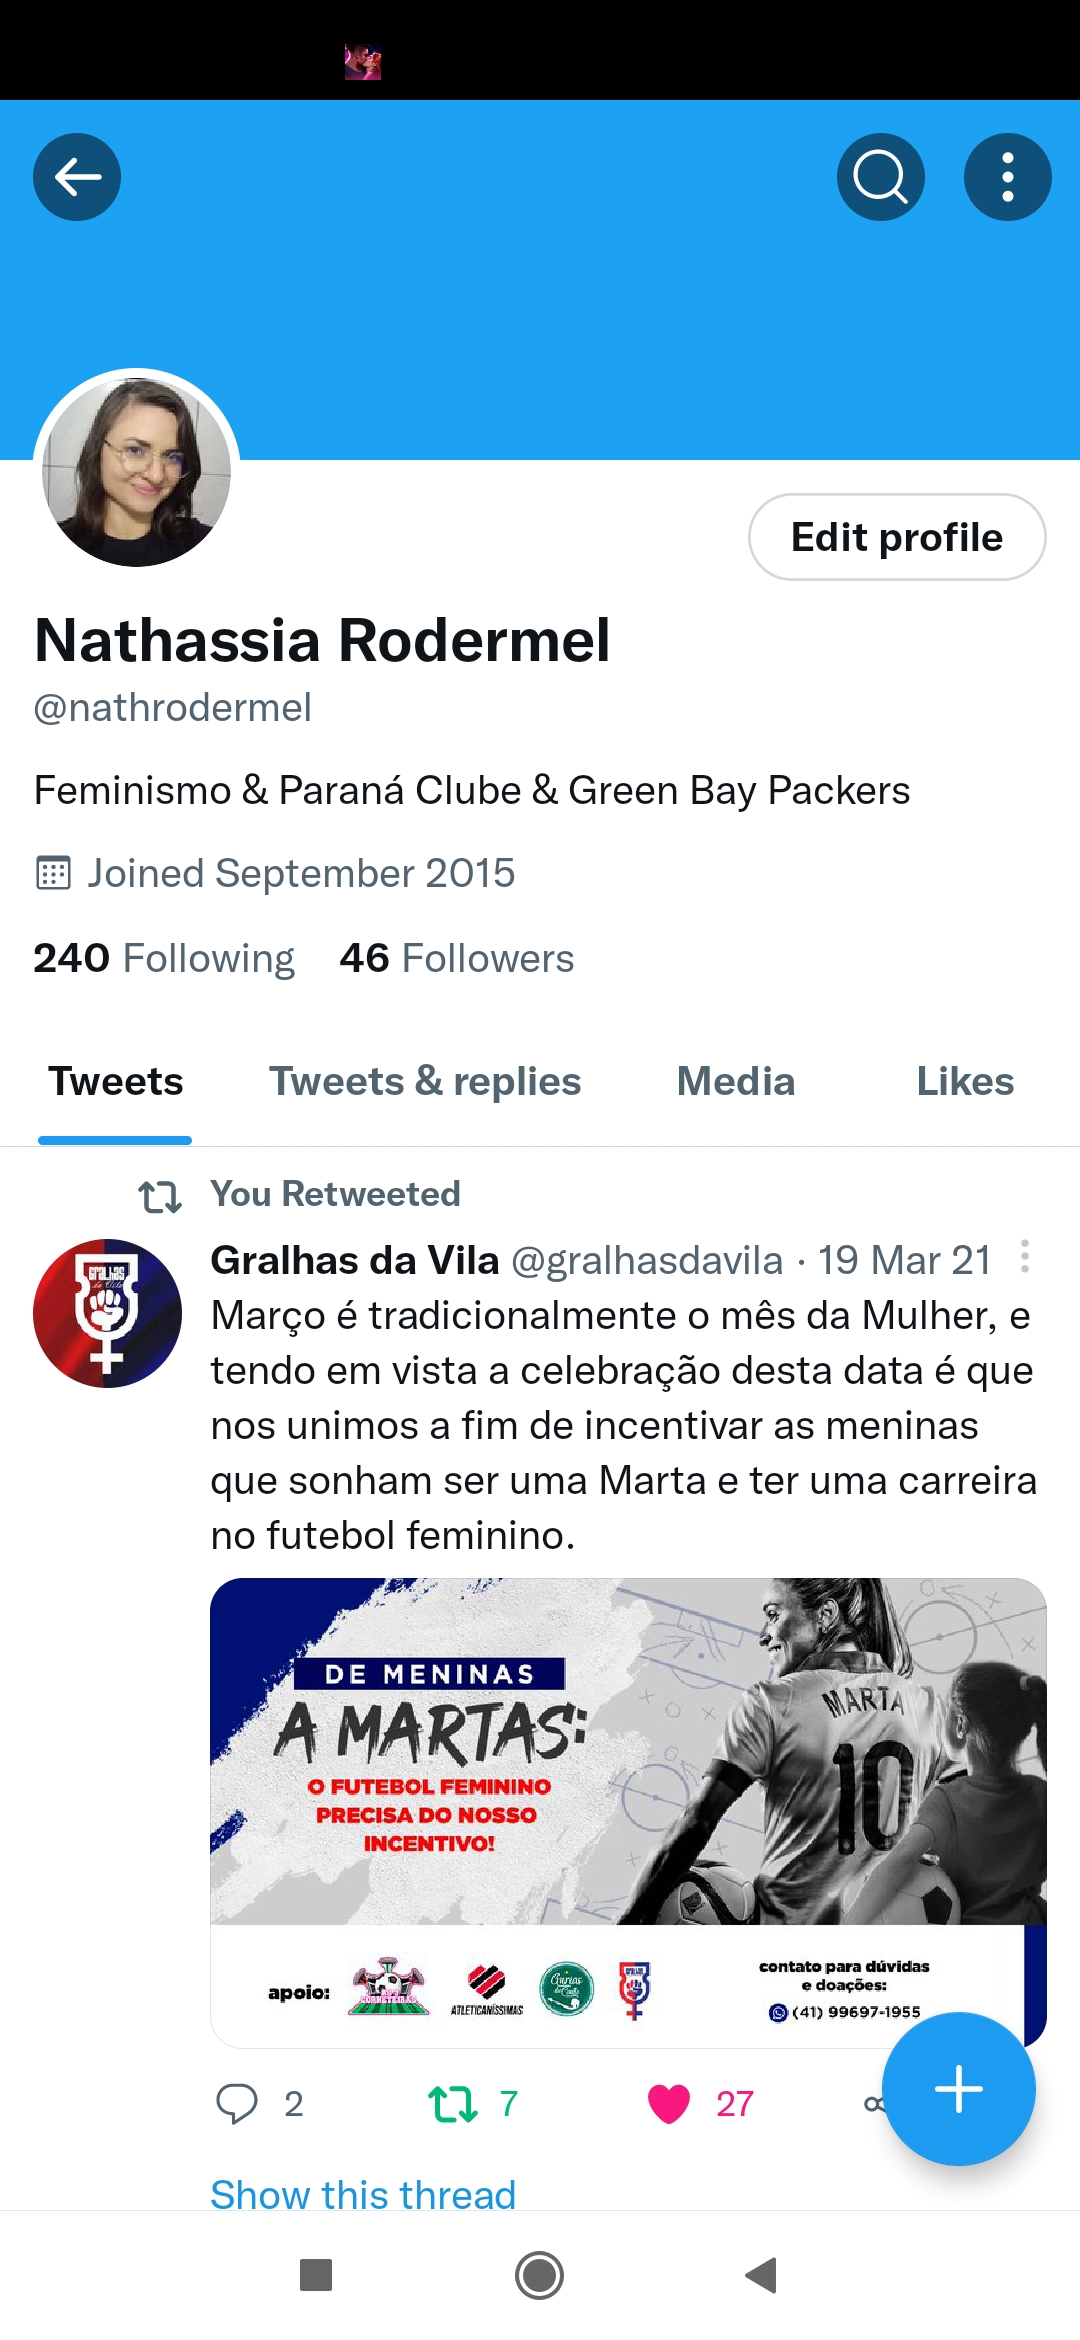 Edit profile
Nathassia Rodermel
@nathrodermel
Feminismo & Paraná Clube & Green Bay Packers
Joined September 2015
240 Following 46 Followers
Tweets Tweets & replies Media Likes
You Retweeted
Gralhas da Vila @gralhasdavila · 19 Mar 21
Março é tradicionalmente o mês da Mulher, e
tendo em vista a celebração desta data é que
nos unimos a fim de incentivar as meninas
que sonham ser uma Marta e ter uma carreira
no futebol feminino.
DE MENINAS
A MARTAS:
O FUTEBOL FEMININO
PRECISA DO NOSSO
INCENTIVO!
MARTA
10
apoio:
ATLETICANÍSSIMAS
contato para dúvidas
e doações:
(41) 99697-1955
2 7 27
Show this thread